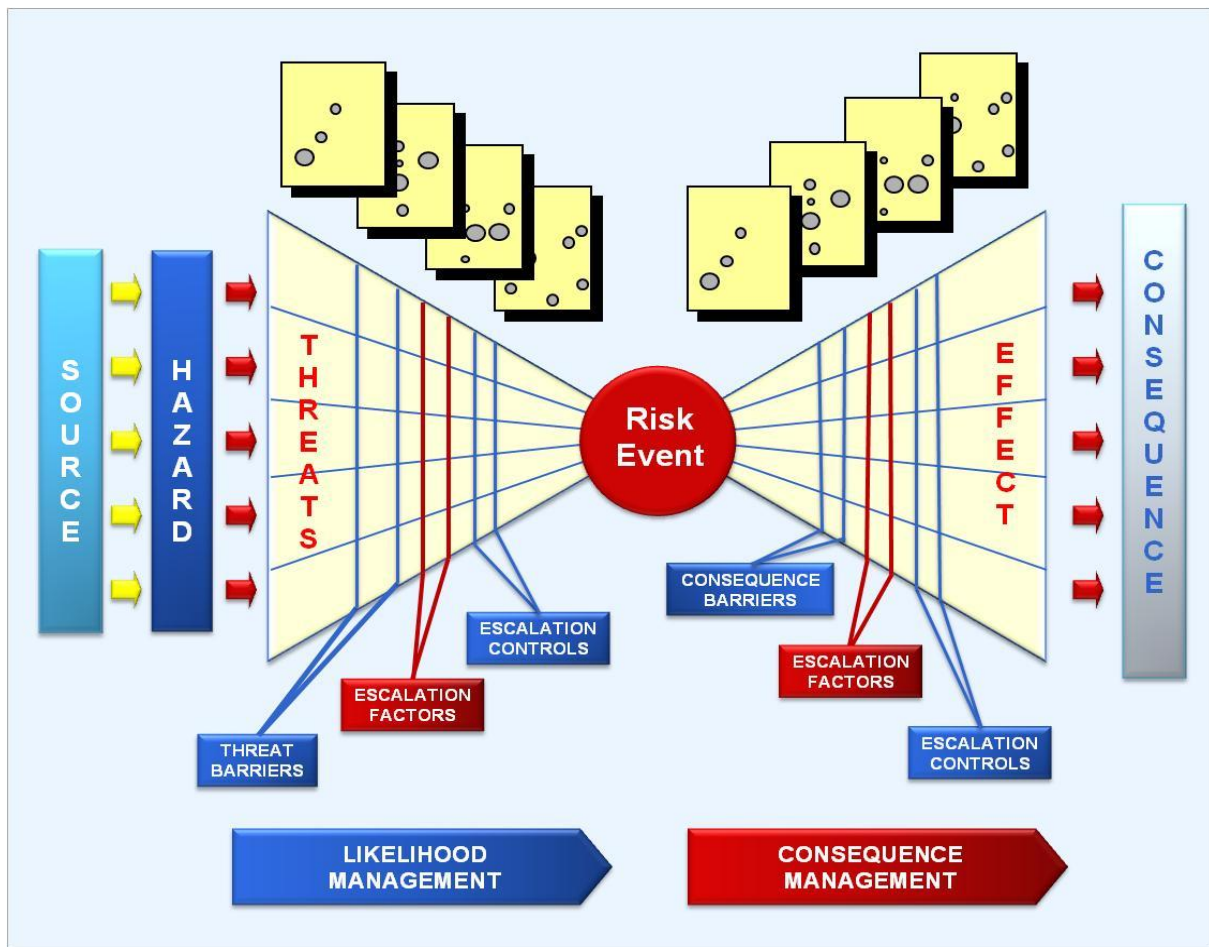 SOURCE
HAZARD
THREATS
Risk
Event
EFFECT
CONSEQUENCE
THREAT
BARRIERS
ESCALATION
FACTORS
ESCALATION
CONTROLS
CONSEQUENCE
BARRIERS
ESCALATION
FACTORS
ESCALATION
CONTROLS
LIKELIHOOD
MANAGEMENT
CONSEQUENCE
MANAGEMENT